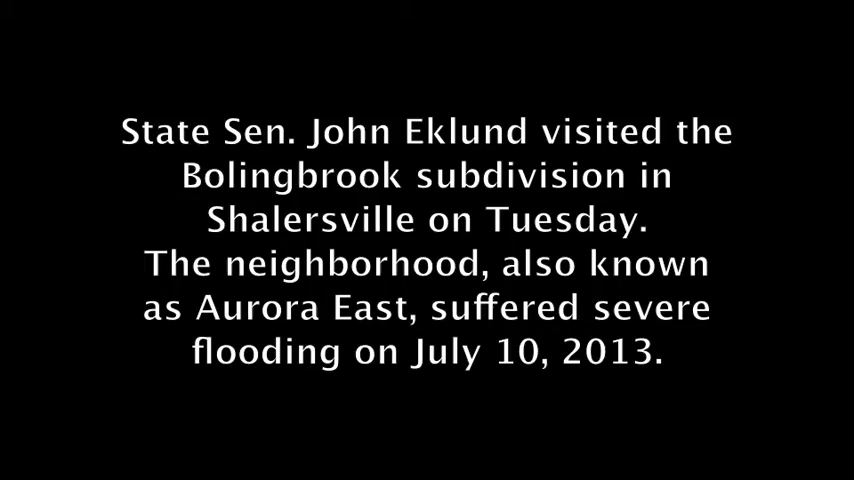 State Sen. John Eklund visited the
Bolingbrook subdivision in
Shalersville on Tuesday.
The neighborhood, also known
as Aurora East, suffered severe
flooding on July 10, 2013.